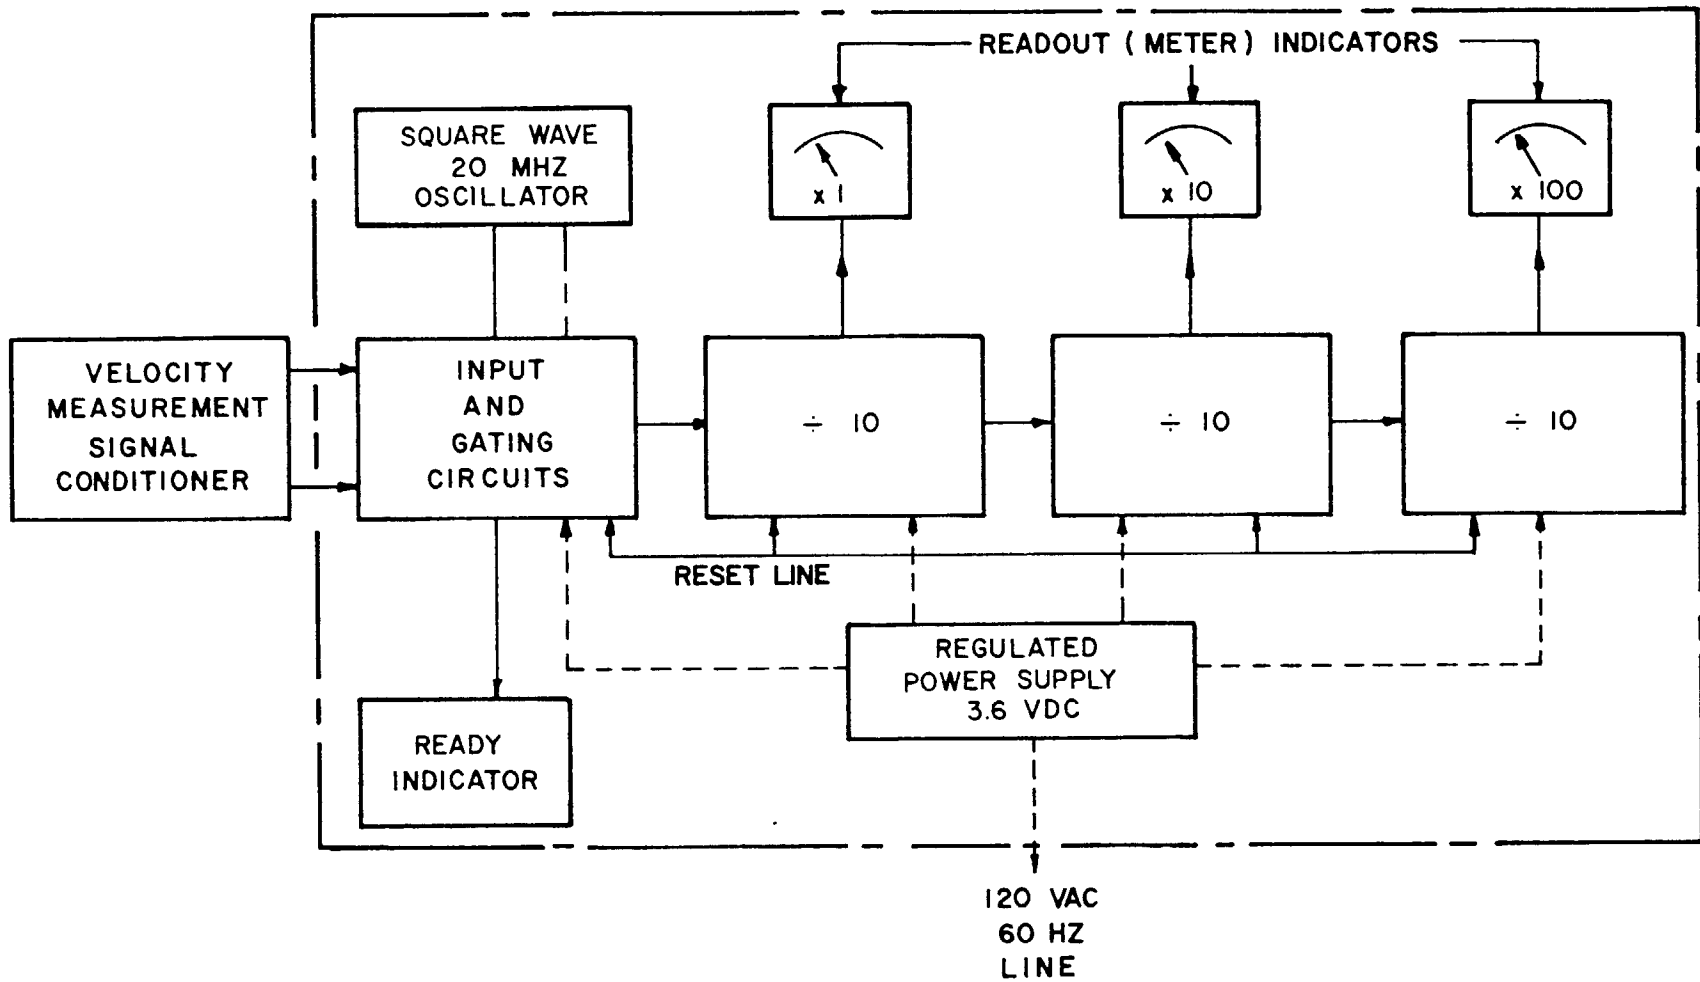 READOUT (METER) INDICATORS
SQUARE WAVE
20 MHZ
OSCILLATOR
x 1
x 10
x 100
VELOCITY
MEASUREMENT
SIGNAL
CONDITIONER
INPUT
AND
GATING
CIRCUITS
÷ 10
÷ 10
÷ 10
RESET LINE
REGULATED
POWER SUPPLY
3.6 VDC
READY
INDICATOR
120 VAC
60 HZ
LINE